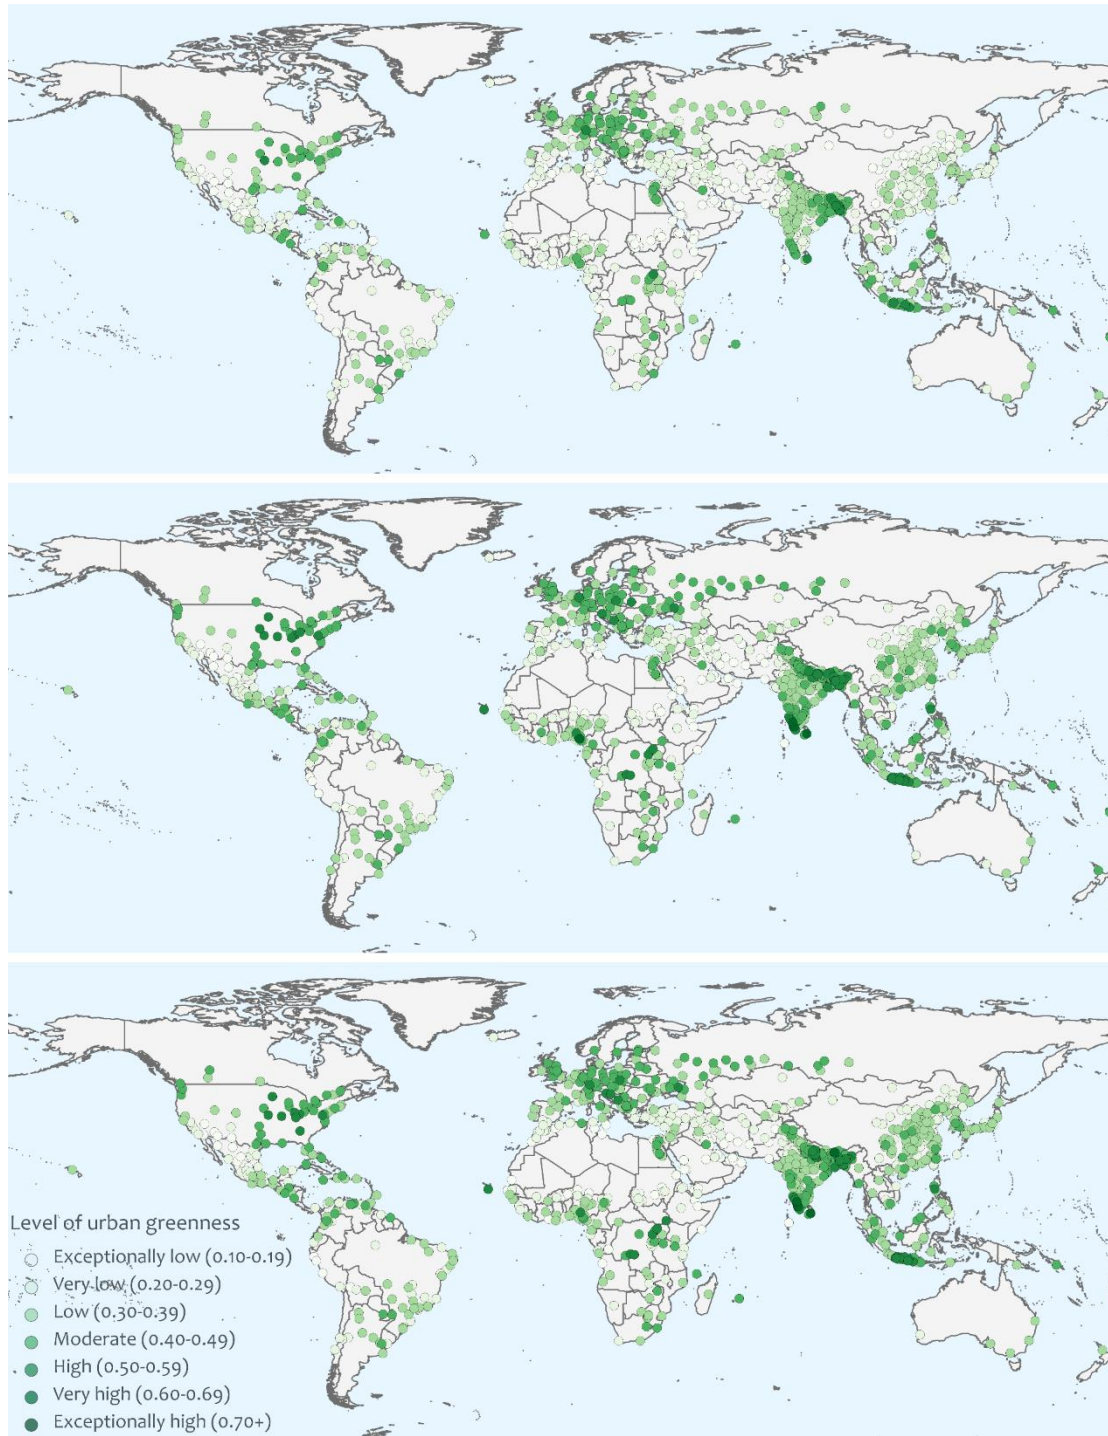 Level of urban greenness
Exceptionally low (0.10-0.19)
Very low (0.20-0.29)
Low (0.30-0.39)
Moderate (0.40-0.49)
High (0.50-0.59)
Very high (0.60-0.69)
Exceptionally high (0.70+)